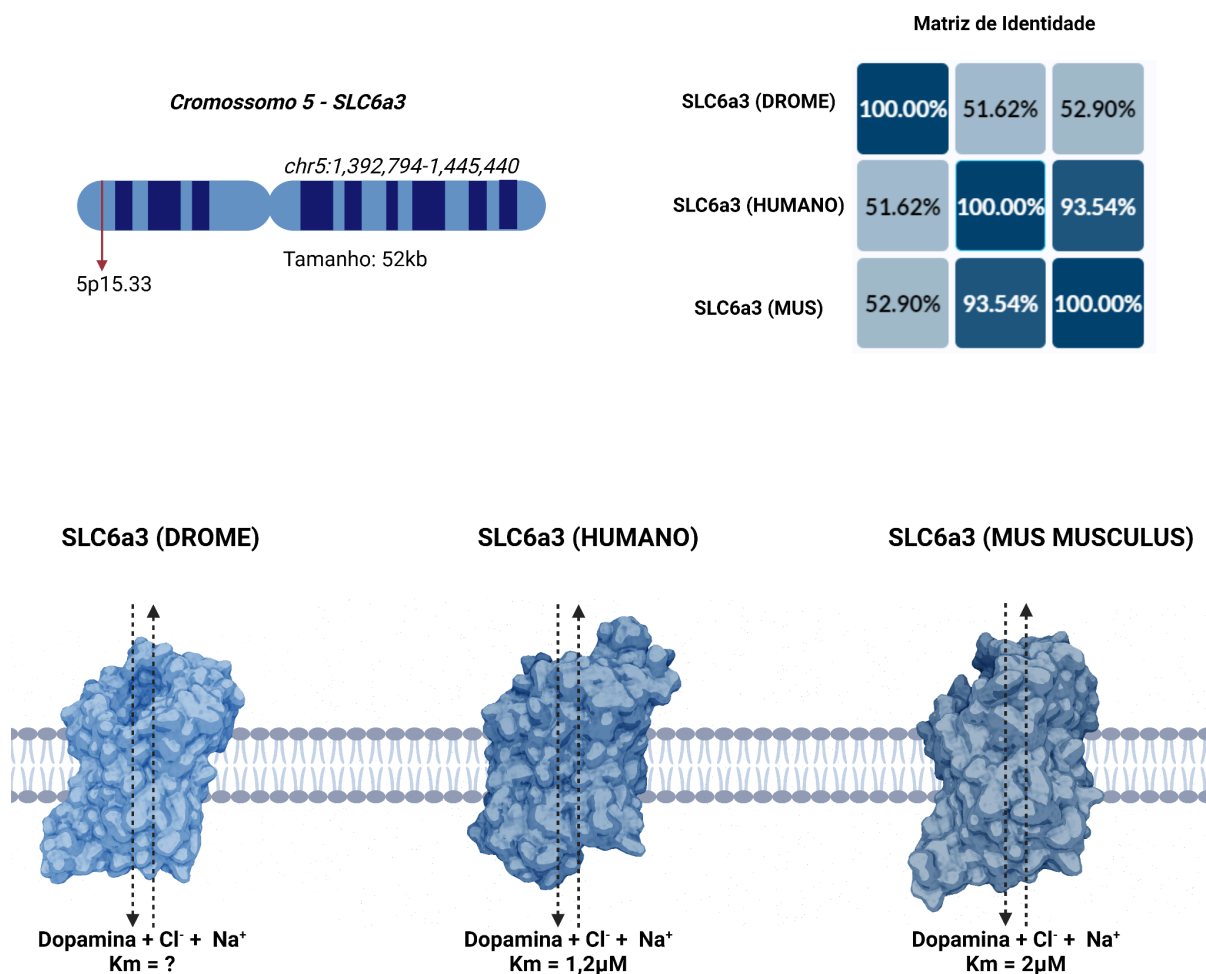 Matriz de Identidade
Cromossomo 5 - SLC6a3
chr5:1,392,794-1,445,440
Tamanho: 52kb
5p15.33
SLC6a3 (DROME)
100.00% 51.62% 52.90%
SLC6a3 (HUMANO)
51.62% 100.00% 93.54%
SLC6a3 (MUS)
52.90% 93.54% 100.00%
SLC6a3 (DROME)
SLC6a3 (HUMANO)
SLC6a3 (MUS MUSCULUS)
Dopamina + Cl⁻ + Na⁺
Km = ?
Dopamina + Cl⁻ + Na⁺
Km = 1,2µM
Dopamina + Cl⁻ + Na⁺
Km = 2µM